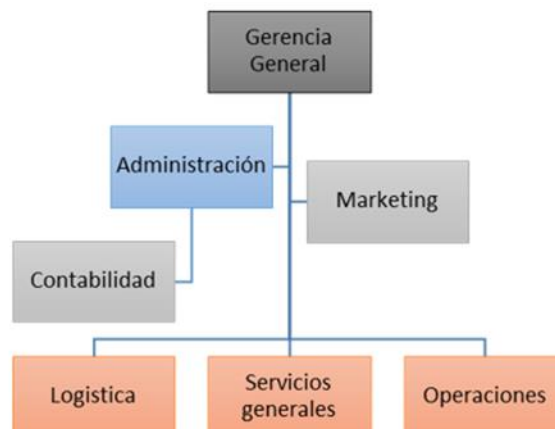 Gerencia
General
Administración
Marketing
Contabilidad
Logistica
Servicios
generales
Operaciones